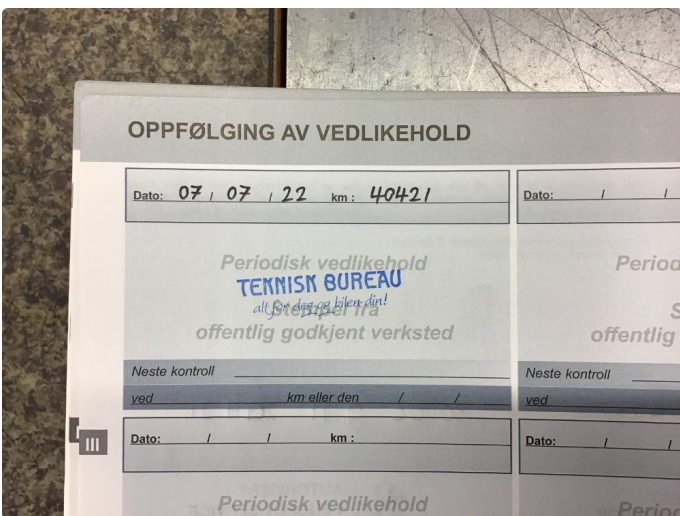 OPPFØLGING AV VEDLIKEHOLD
Dato: 07 / 07 / 22 km : 40421
Dato: / /
Periodisk vedlikehold
Period
TEKNISK BUREAU
alt for deg og bilen din!
Stempel fra
S
offentlig godkjent verksted
offentlig
Neste kontroll
Neste kontroll
ved km eller den / /
ved
Dato: / / km :
Dato: / /
Periodisk vedlikehold
Period